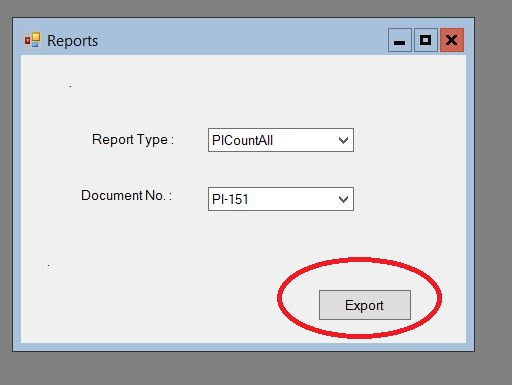 Reports
.
Report Type : PICountAll
Document No. : PI-151
.
Export